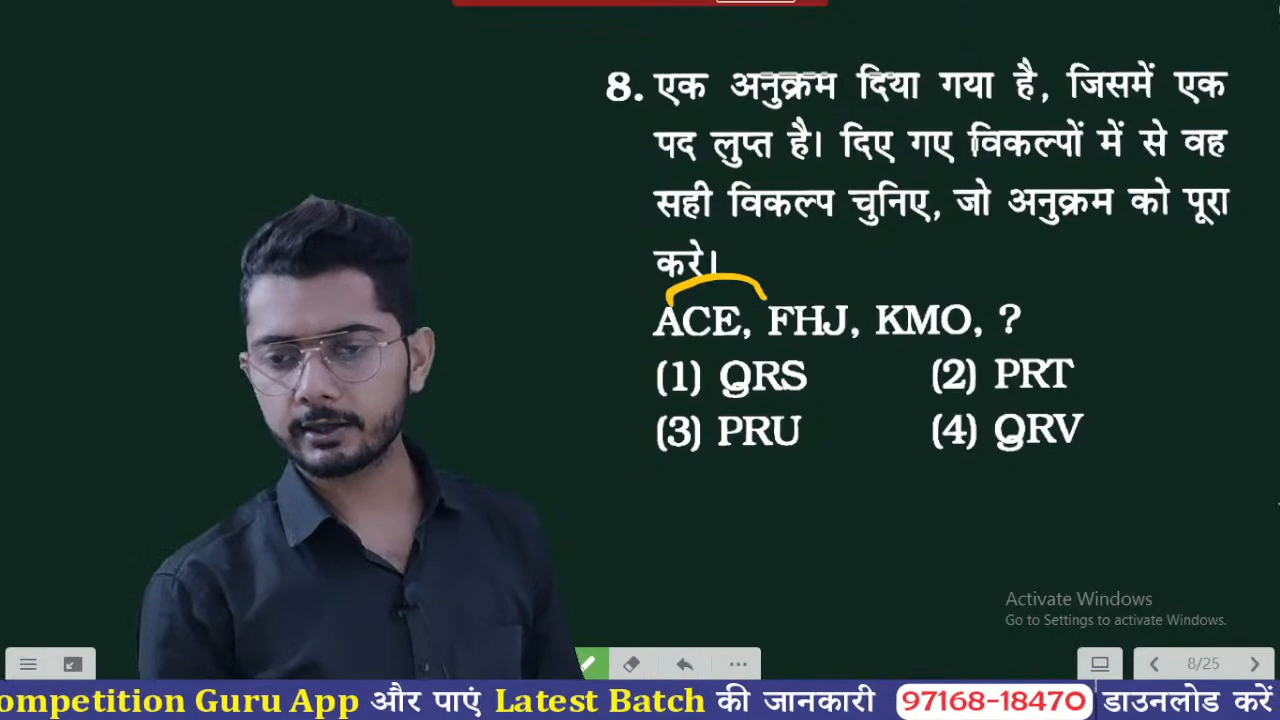 8. एक अनुक्रम दिया गया है, जिसमें एक
पद लुप्त है। दिए गए विकल्पों में से वह
सही विकल्प चुनिए, जो अनुक्रम को पूरा
करे।
ACE, FHJ, KMO, ?
(1) QRS (2) PRT
(3) PRU (4) QRV
Activate Windows
Go to Settings to activate Windows.
8/25
ompetition Guru App और पाएं Latest Batch की जानकारी 97168-18470 डाउनलोड करें